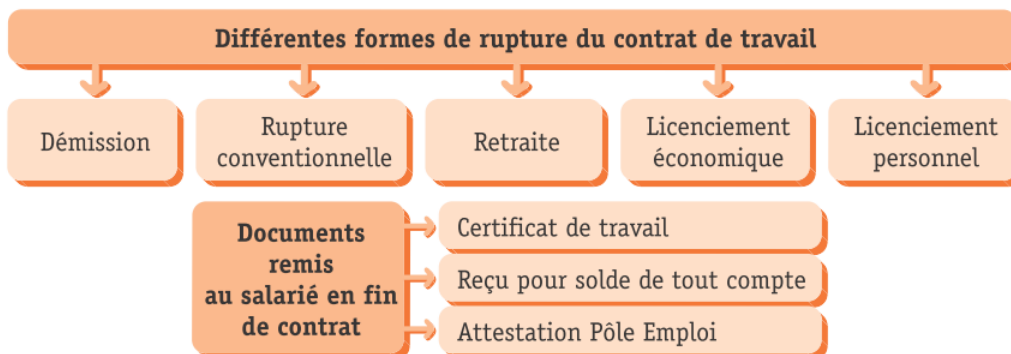 Différentes formes de rupture du contrat de travail
Démission
Rupture
conventionnelle
Retraite
Licenciement
économique
Licenciement
personnel
Documents
remis
au salarié en fin
de contrat
Certificat de travail
Reçu pour solde de tout compte
Attestation Pôle Emploi